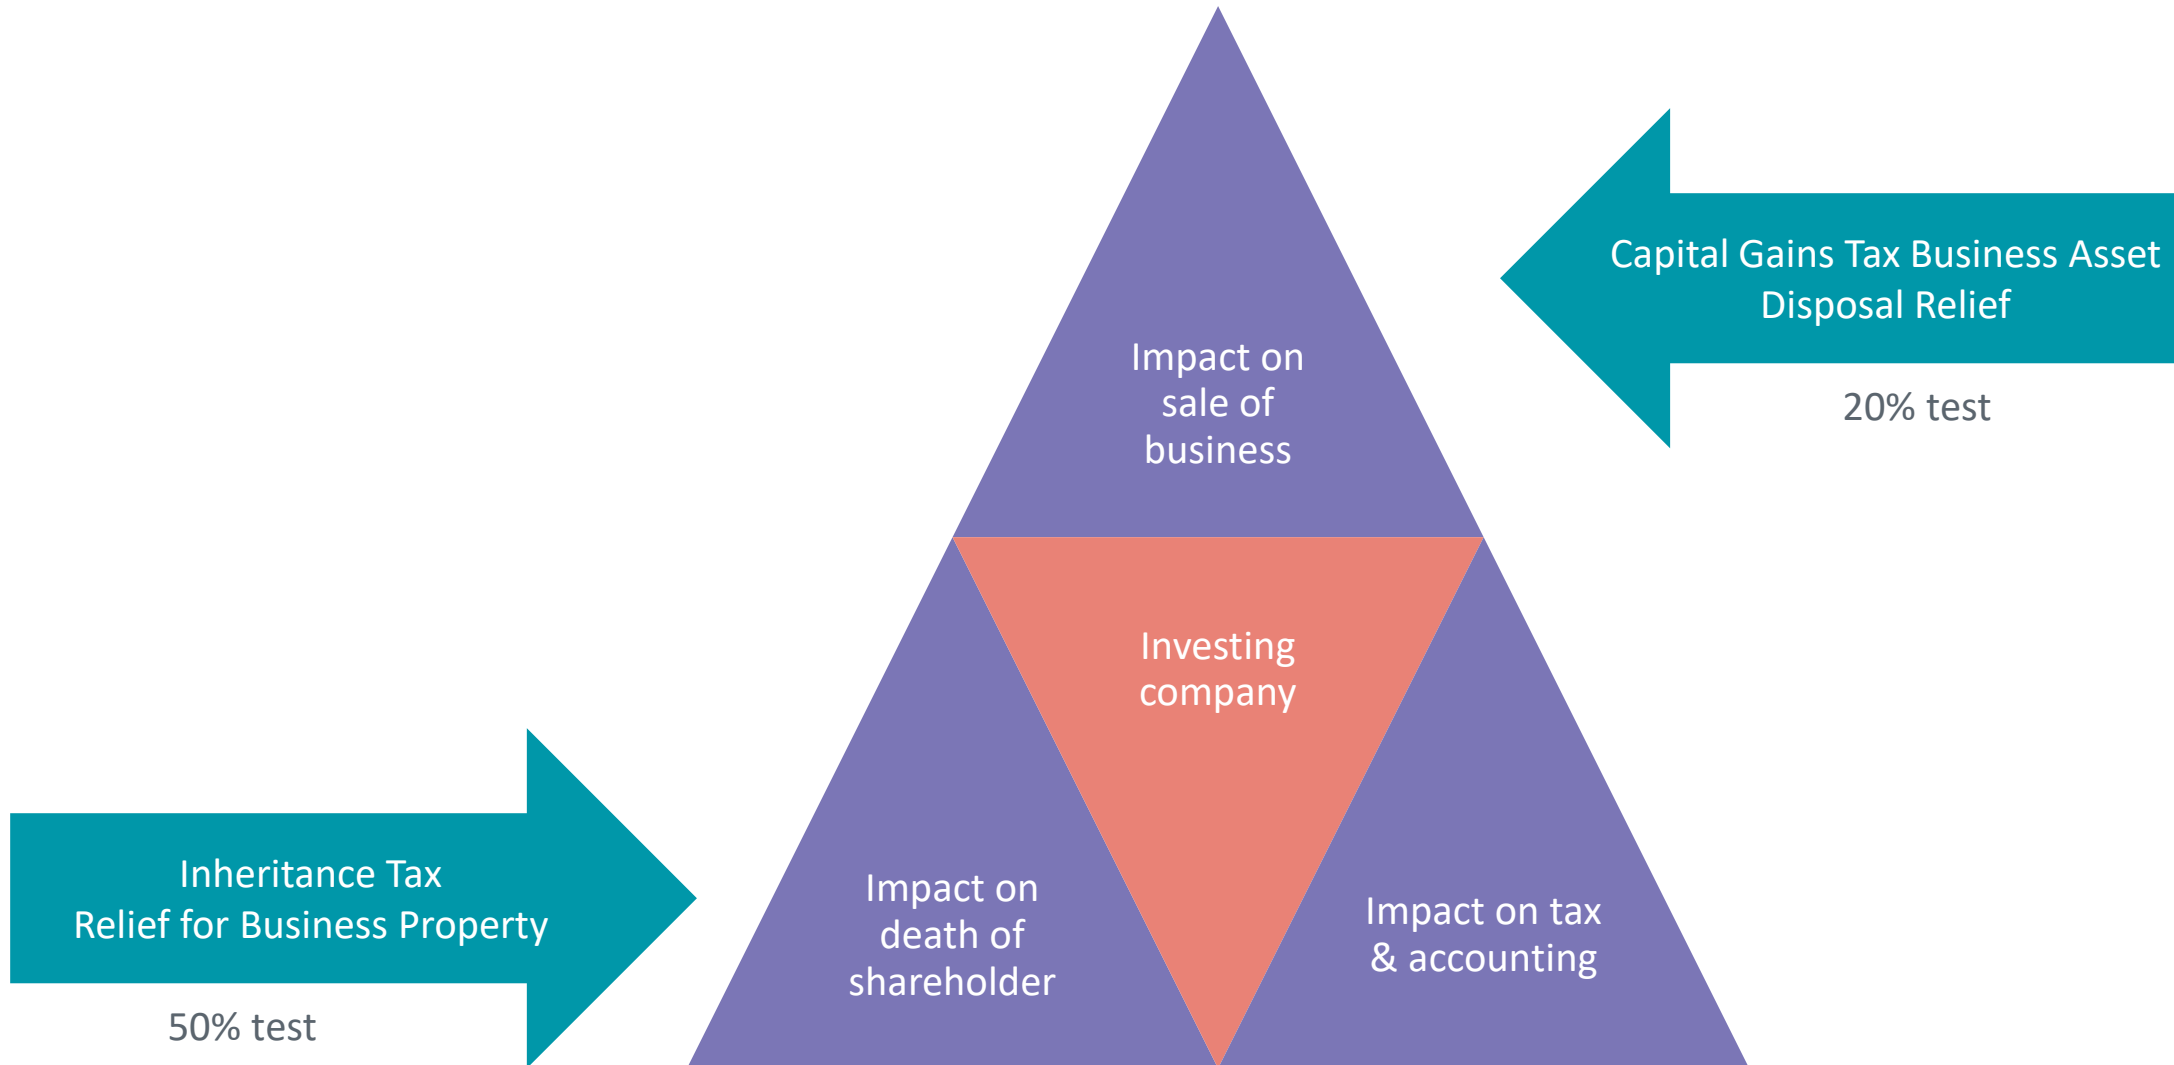 Capital Gains Tax Business Asset
Disposal Relief
20% test
Impact on
sale of
business
Investing
company
Inheritance Tax
Relief for Business Property
50% test
Impact on
death of
shareholder
Impact on tax
& accounting